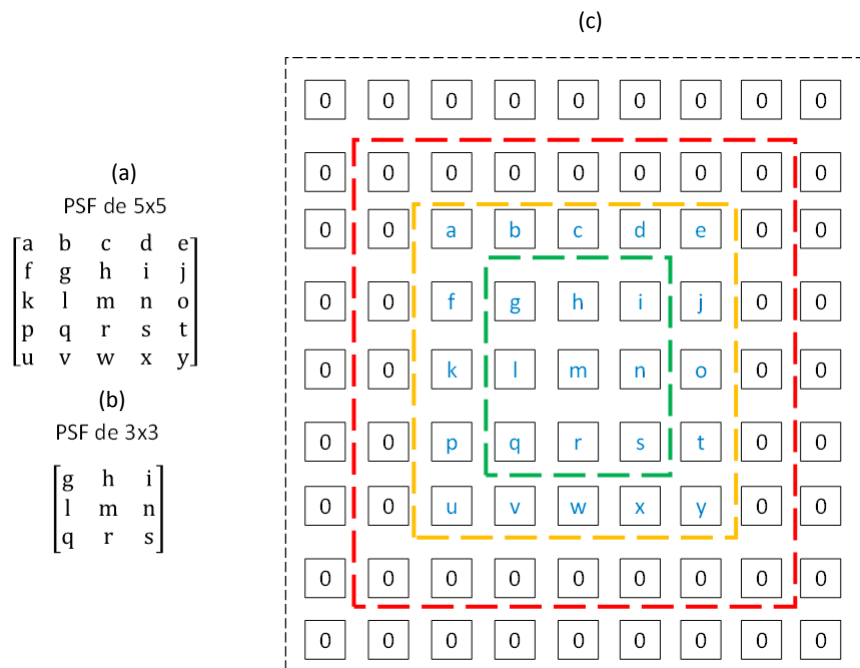 (a)
PSF de 5x5
a b c d e
f g h i j
k l m n o
p q r s t
u v w x y
(b)
PSF de 3x3
g h i
l m n
q r s
(c)
0 0 0 0 0 0 0 0 0
0 0 0 0 0 0 0 0 0
0 0 a b c d e 0 0
0 0 f g h i j 0 0
0 0 k l m n o 0 0
0 0 p q r s t 0 0
0 0 u v w x y 0 0
0 0 0 0 0 0 0 0 0
0 0 0 0 0 0 0 0 0